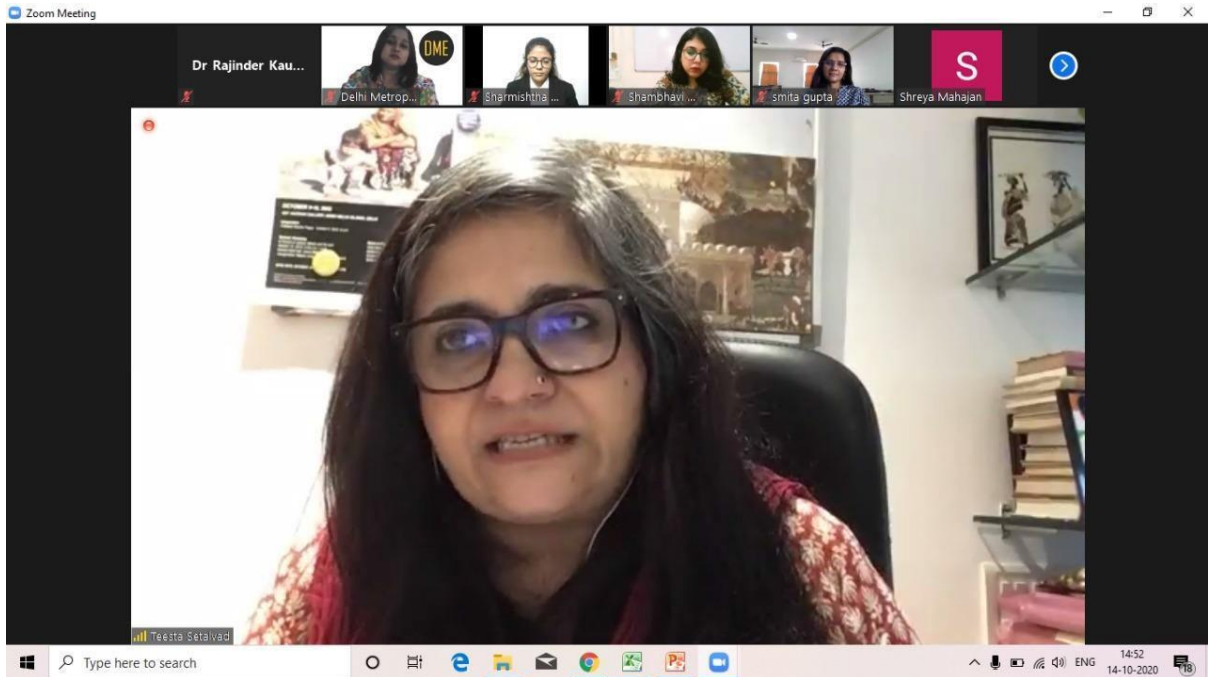 Zoom Meeting
Dr Rajinder Kau...
DME
S
Delhi Metrop...
Sharmishtha ...
Shambhavi ...
smita gupta
Shreya Mahajan
Teesta Setalvad
Type here to search
ENG
14:52
14-10-2020
18